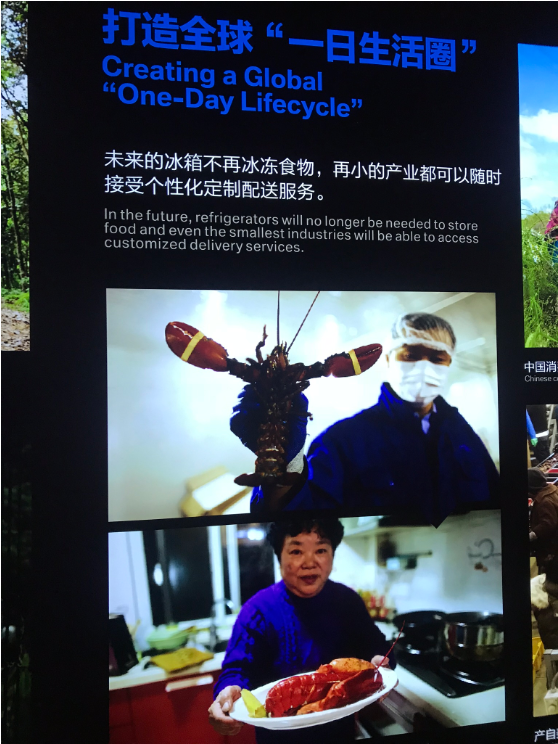 打造全球“一日生活圈”
Creating a Global
“One-Day Lifecycle”
未来的冰箱不再冰冻食物，再小的产业都可以随时
接受个性化定制配送服务。
In the future, refrigerators will no longer be needed to store
food and even the smallest industries will be able to access
customized delivery services.
中国消
Chinese c
产自